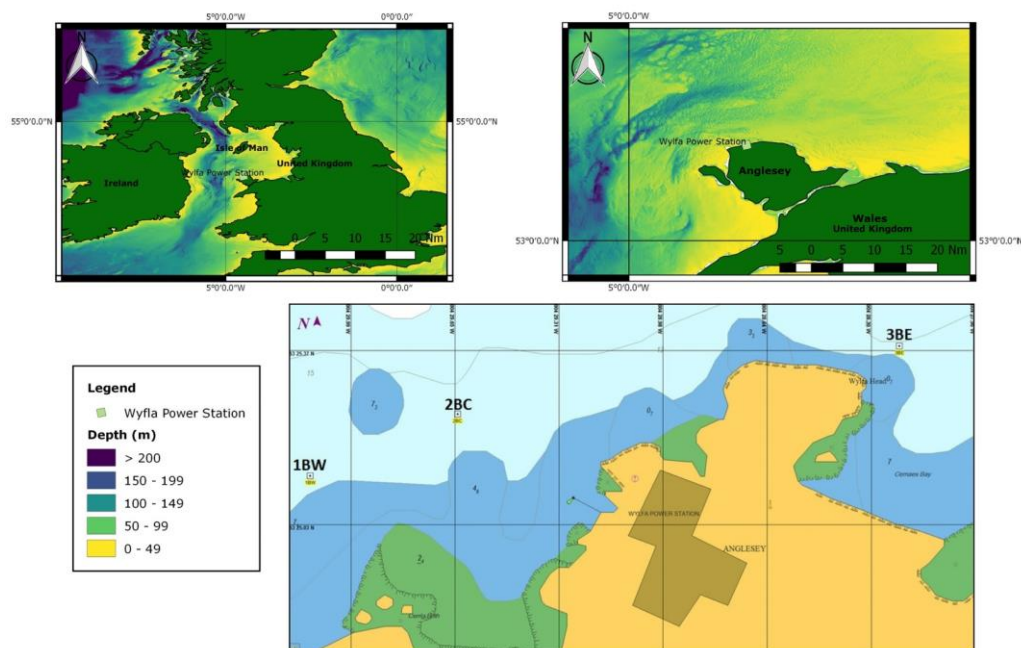 5°0'0.0"W
0°0'0.0"W
N
55°0'0.0"N
55°0'0.0"N
Isle of Man
United Kingdom
Wylfa Power Station
Ireland
5 0 5 10 15 20 Nm
5°0'0.0"W
0°0'0.0"W
5°0'0.0"W
N
Wylfa Power Station
Anglesey
Wales
United Kingdom
53°0'0.0"N
53°0'0.0"N
5 0 5 10 15 20 Nm
5°0'0.0"W
Legend
Wyfla Power Station
Depth (m)
> 200
150 - 199
100 - 149
50 - 99
0 - 49
N
3BE
Wylfa Head
2BC
1BW
Cemaes Bay
WYLFA POWER STATION
ANGLESEY